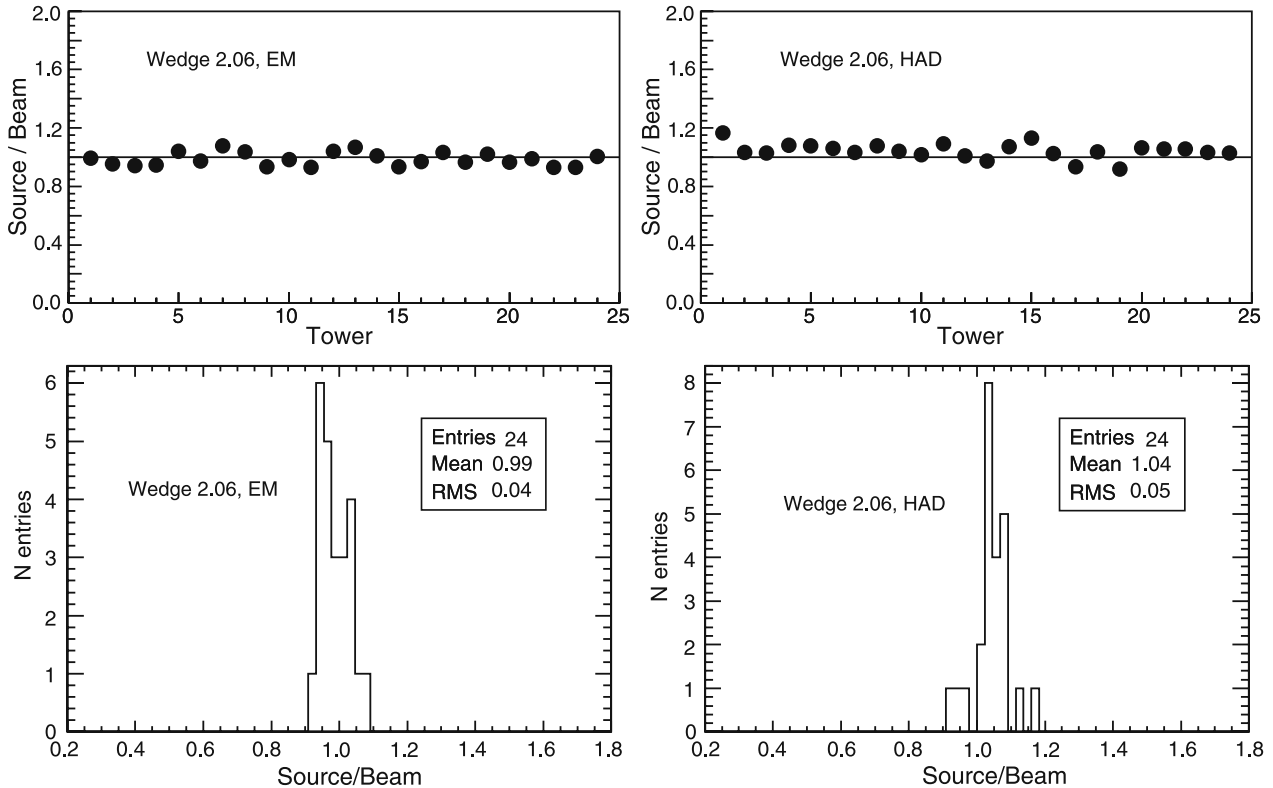 2.0
1.6
1.2
0.8
0.4
0.0
Source / Beam
Wedge 2.06, EM
0 5 10 15 20 25
Tower
2.0
1.6
1.2
0.8
0.4
0.0
Source / Beam
Wedge 2.06, HAD
0 5 10 15 20 25
Tower
6
5
4
3
2
1
0
N entries
Wedge 2.06, EM
Entries 24
Mean 0.99
RMS 0.04
0.2 0.4 0.6 0.8 1.0 1.2 1.4 1.6 1.8
Source/Beam
8
7
6
5
4
3
2
1
0
N entries
Wedge 2.06, HAD
Entries 24
Mean 1.04
RMS 0.05
0.2 0.4 0.6 0.8 1.0 1.2 1.4 1.6 1.8
Source/Beam